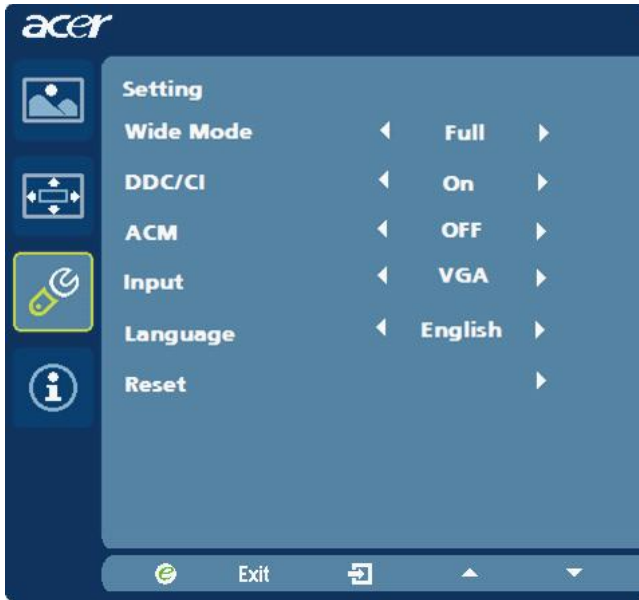 acer
Setting
Wide Mode Full
DDC/CI On
ACM OFF
Input VGA
Language English
Reset
e Exit